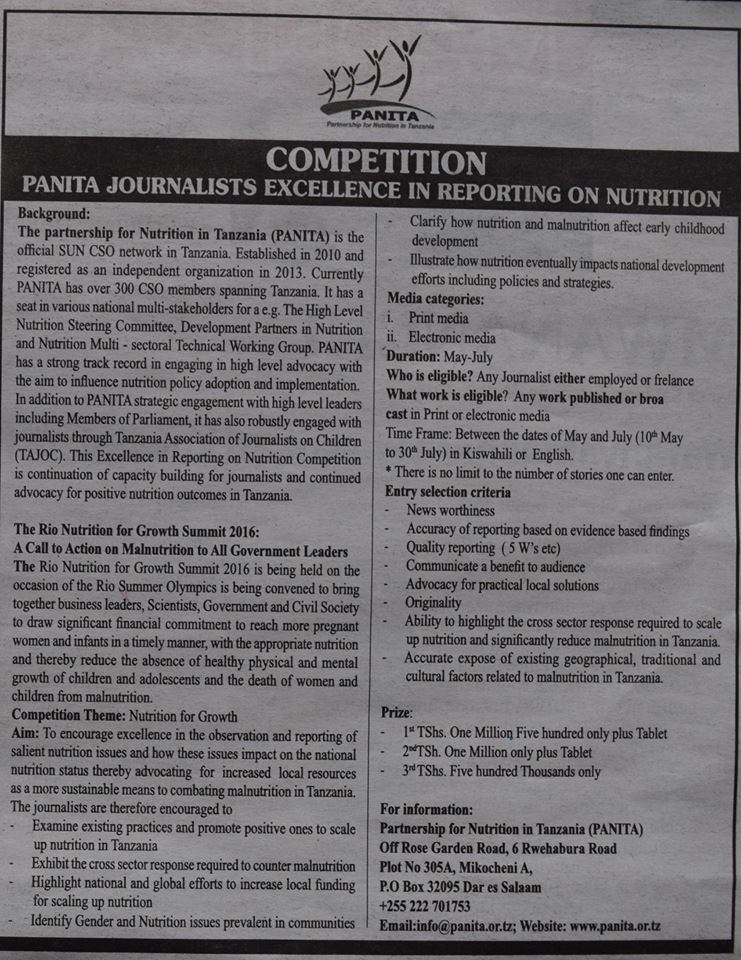 PANITA
Partnership for Nutrition in Tanzania
COMPETITION
PANITA JOURNALISTS EXCELLENCE IN REPORTING ON NUTRITION
Background:
The partnership for Nutrition in Tanzania (PANITA) is the
official SUN CSO network in Tanzania. Established in 2010 and
registered as an independent organization in 2013. Currently
PANITA has over 300 CSO members spanning Tanzania. It has a
seat in various national multi-stakeholders for a e.g. The High Level
Nutrition Steering Committee, Development Partners in Nutrition
and Nutrition Multi - sectoral Technical Working Group. PANITA
has a strong track record in engaging in high level advocacy with
the aim to influence nutrition policy adoption and implementation.
In addition to PANITA strategic engagement with high level leaders
including Members of Parliament, it has also robustly engaged with
journalists through Tanzania Association of Journalists on Children
(TAJOC). This Excellence in Reporting on Nutrition Competition
is continuation of capacity building for journalists and continued
advocacy for positive nutrition outcomes in Tanzania.
The Rio Nutrition for Growth Summit 2016:
A Call to Action on Malnutrition to All Government Leaders
The Rio Nutrition for Growth Summit 2016 is being held on the
occasion of the Rio Summer Olympics is being convened to bring
together business leaders, Scientists, Government and Civil Society
to draw significant financial commitment to reach more pregnant
women and infants in a timely manner, with the appropriate nutrition
and thereby reduce the absence of healthy physical and mental
growth of children and adolescents and the death of women and
children from malnutrition.
Competition Theme: Nutrition for Growth
Aim: To encourage excellence in the observation and reporting of
salient nutrition issues and how these issues impact on the national
nutrition status thereby advocating for increased local resources
as a more sustainable means to combating malnutrition in Tanzania.
The journalists are therefore encouraged to
- Examine existing practices and promote positive ones to scale
up nutrition in Tanzania
- Exhibit the cross sector response required to counter malnutrition
- Highlight national and global efforts to increase local funding
for scaling up nutrition
- Identify Gender and Nutrition issues prevalent in communities
- Clarify how nutrition and malnutrition affect early childhood
development
- Illustrate how nutrition eventually impacts national development
efforts including policies and strategies.
Media categories:
i. Print media
ii. Electronic media
Duration: May-July
Who is eligible? Any Journalist either employed or frelance
What work is eligible? Any work published or broa
cast in Print or electronic media
Time Frame: Between the dates of May and July (10th May
to 30th July) in Kiswahili or English.
* There is no limit to the number of stories one can enter.
Entry selection criteria
- News worthiness
- Accuracy of reporting based on evidence based findings
- Quality reporting ( 5 W's etc)
- Communicate a benefit to audience
- Advocacy for practical local solutions
- Originality
- Ability to highlight the cross sector response required to scale
up nutrition and significantly reduce malnutrition in Tanzania.
- Accurate expose of existing geographical, traditional and
cultural factors related to malnutrition in Tanzania.
Prize:
- 1st TShs. One Million Five hundred only plus Tablet
- 2nd TSh. One Million only plus Tablet
- 3rd TShs. Five hundred Thousands only
For information:
Partnership for Nutrition in Tanzania (PANITA)
Off Rose Garden Road, 6 Rwehabura Road
Plot No 305A, Mikocheni A,
P.O Box 32095 Dar es Salaam
+255 222 701753
Email:info@panita.or.tz; Website: www.panita.or.tz